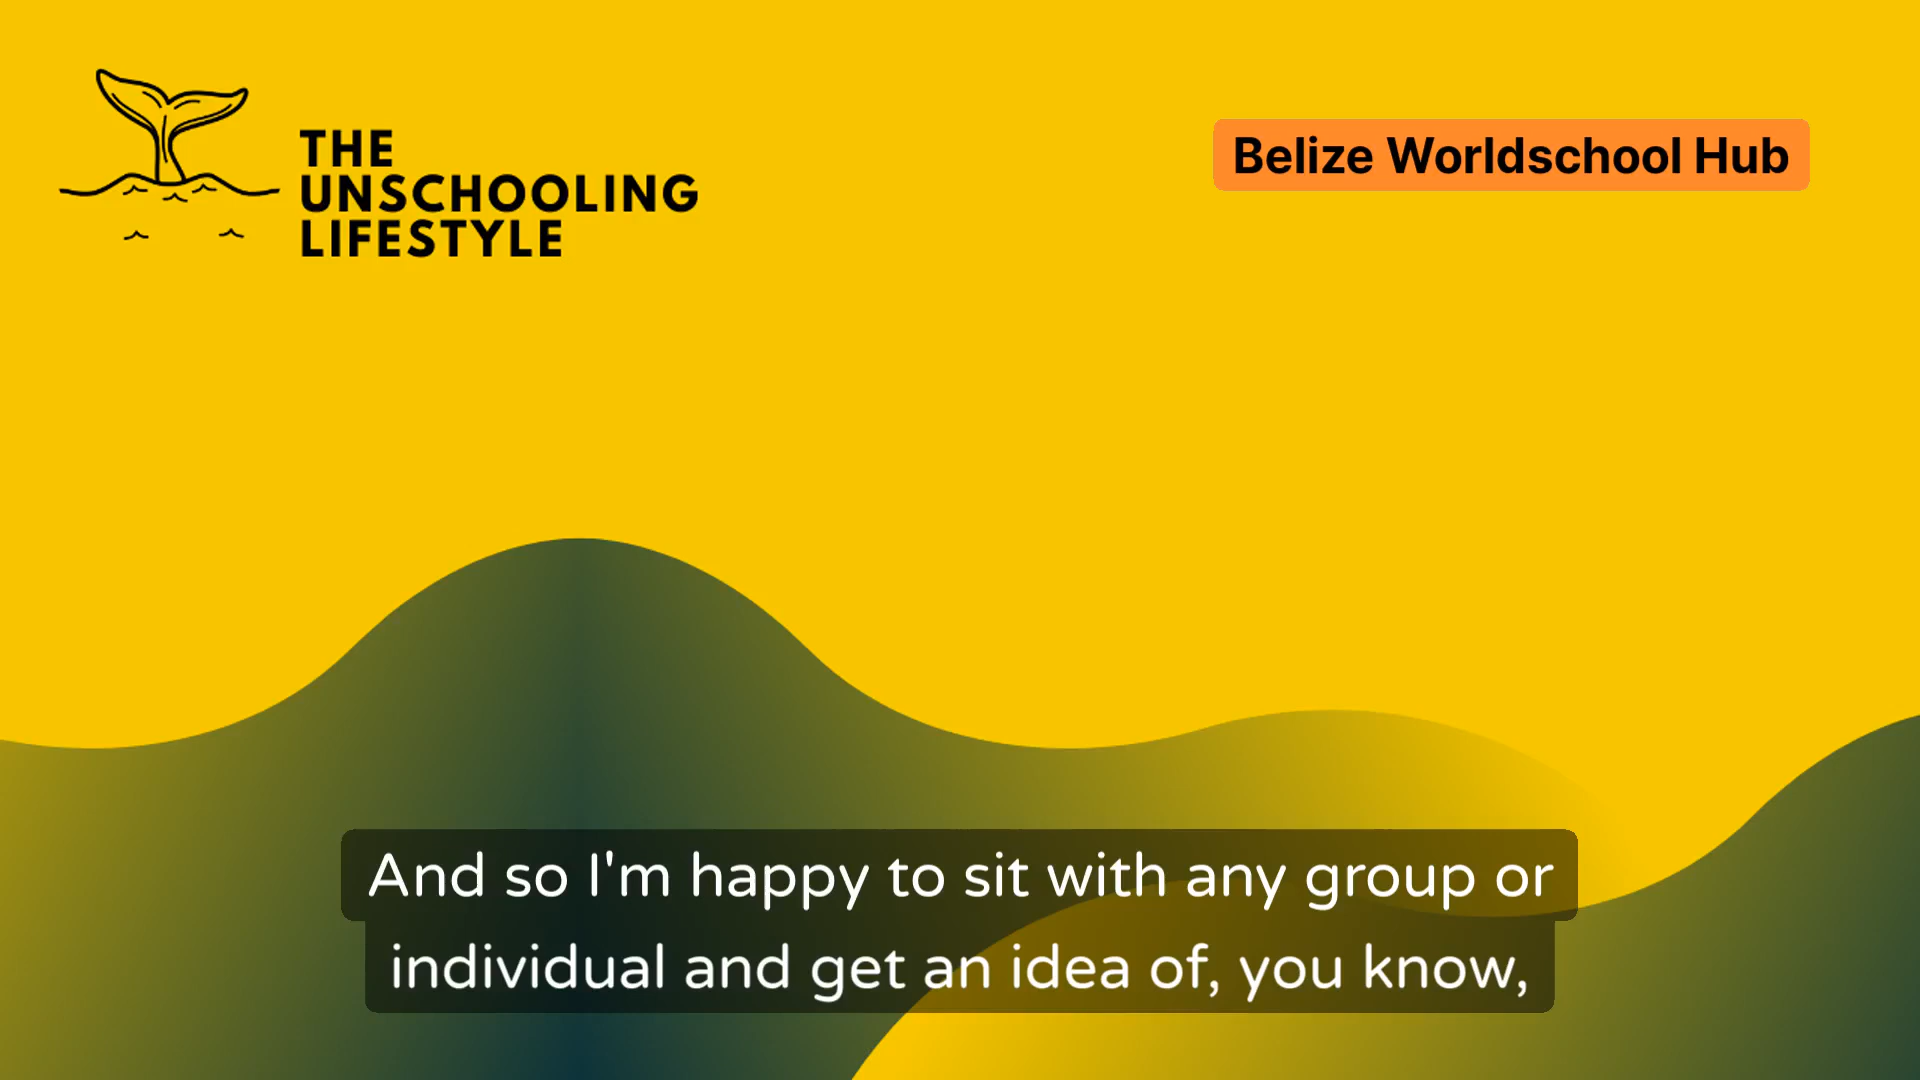 THE
UNSCHOOLING
LIFESTYLE
Belize Worldschool Hub
And so I'm happy to sit with any group or
individual and get an idea of, you know,